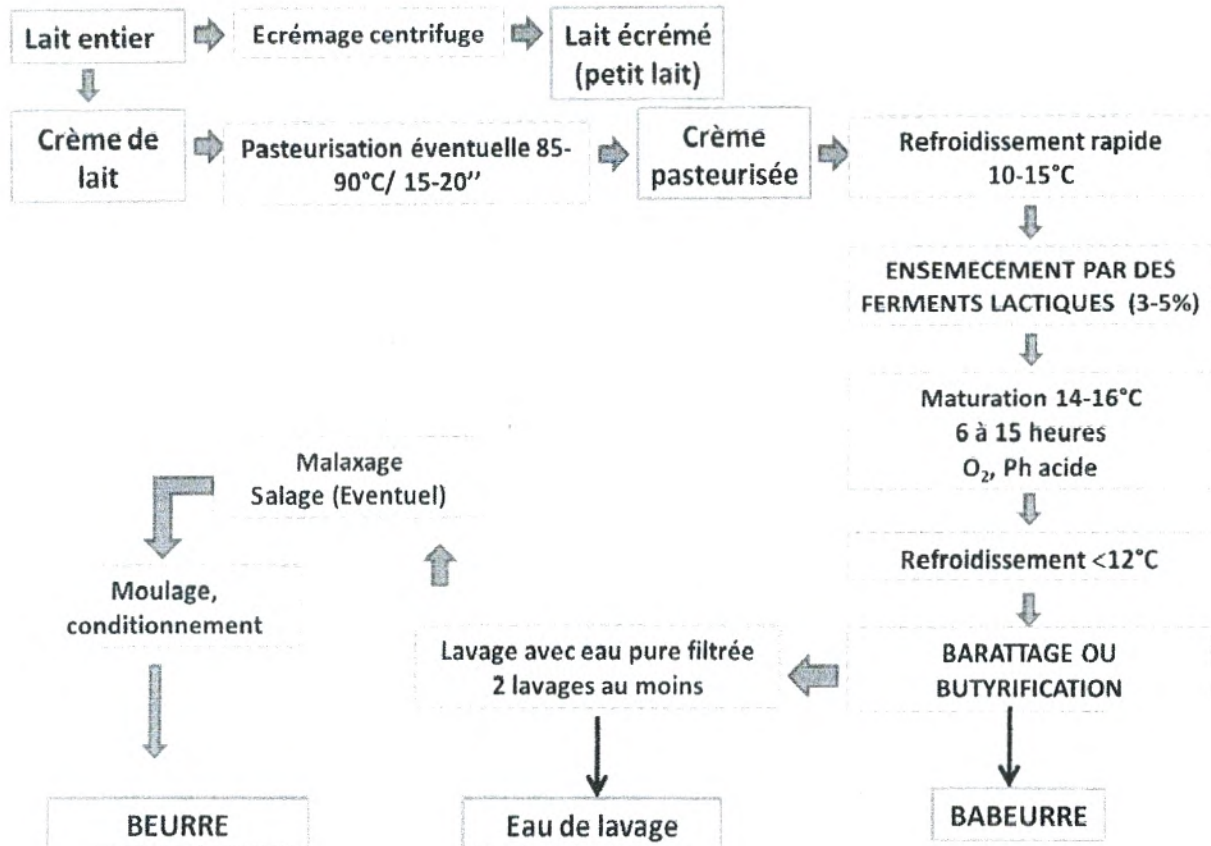 Lait entier
Ecrémage centrifuge
Lait écrémé
(petit lait)
Crème de
lait
Pasteurisation éventuelle 85-
90°C/ 15-20’’
Crème
pasteurisée
Refroidissement rapide
10-15°C
ENSEMECEMENT PAR DES
FERMENTS LACTIQUES (3-5%)
Maturation 14-16°C
6 à 15 heures
O₂, Ph acide
Refroidissement <12°C
BARATTAGE OU
BUTYRIFICATION
BABEURRE
Lavage avec eau pure filtrée
2 lavages au moins
Eau de lavage
Malaxage
Salage (Eventuel)
Moulage,
conditionnement
BEURRE